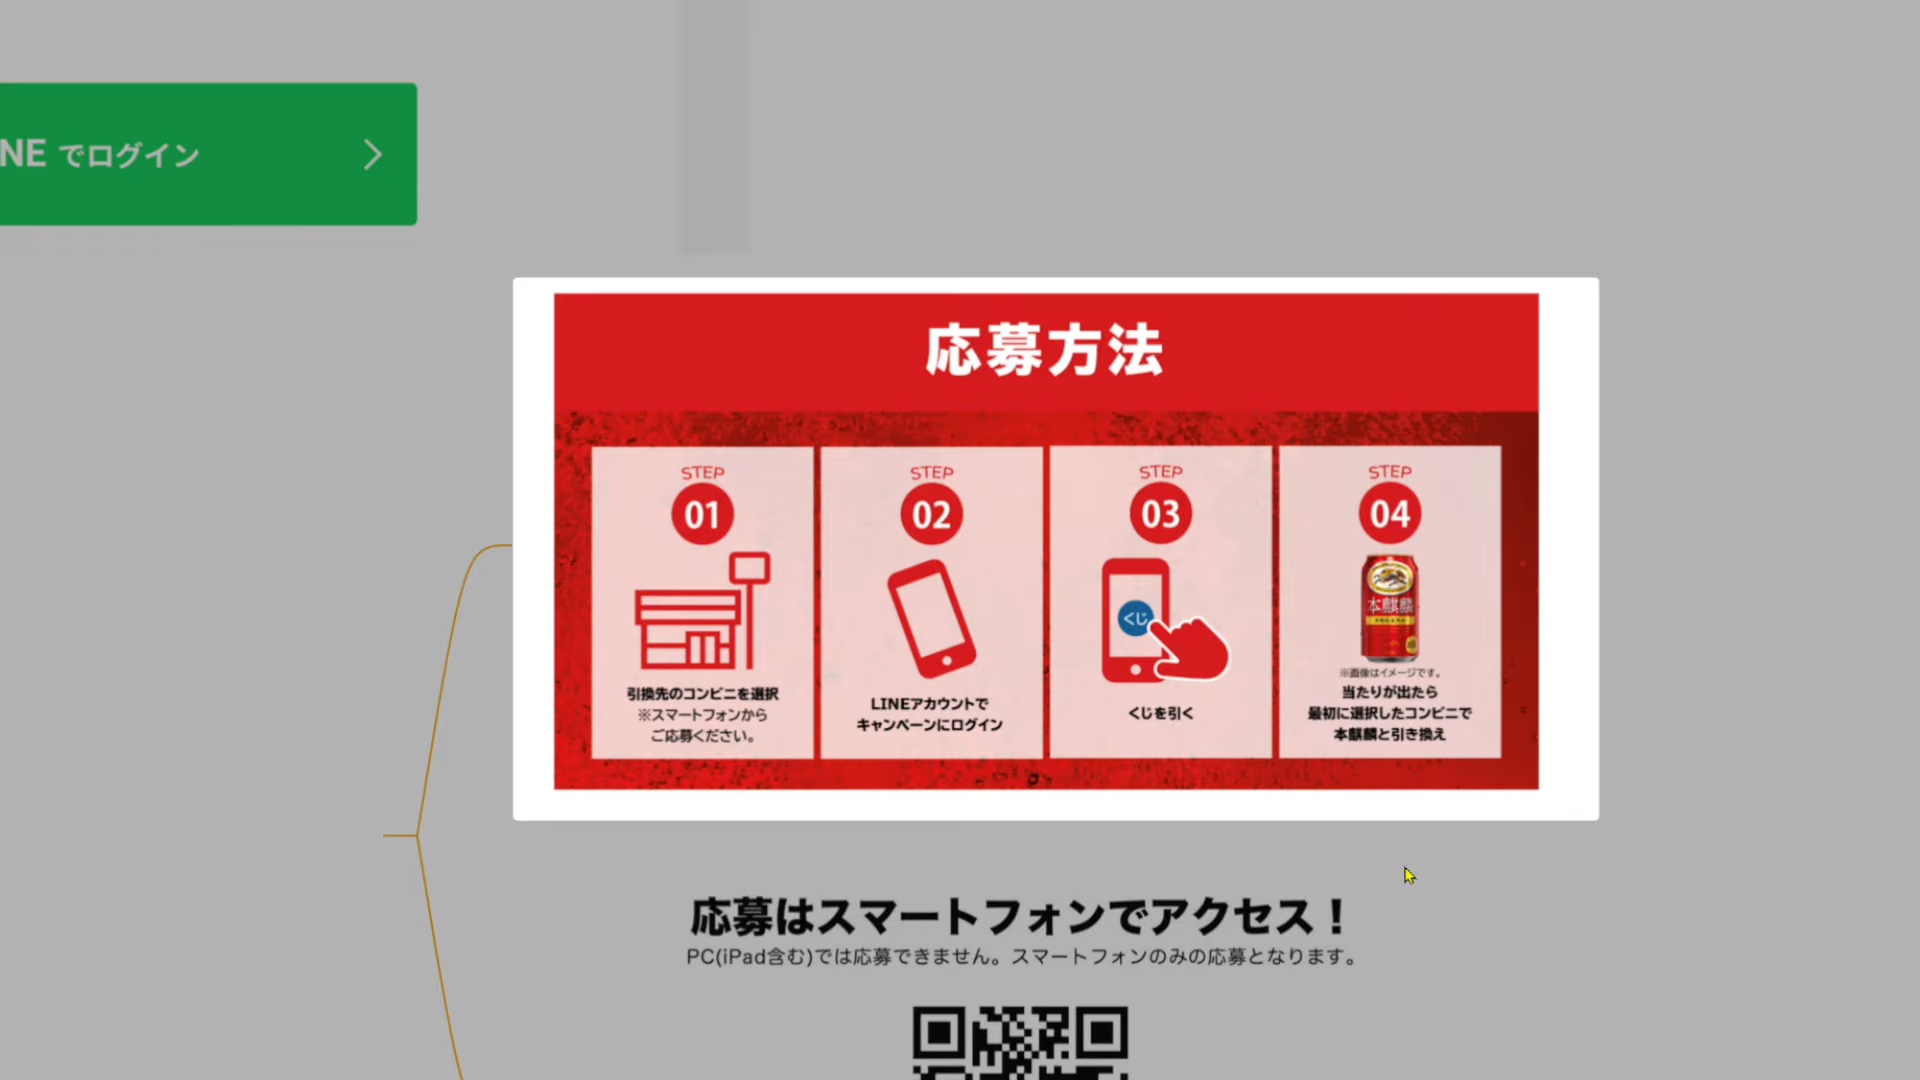 NE でログイン
応募方法
STEP
01
引換先のコンビニを選択
※スマートフォンから
ご応募ください。
STEP
02
LINEアカウントで
キャンペーンにログイン
STEP
03
くじ
くじを引く
STEP
04
本麒麟
※画像はイメージです。
当たりが出たら
最初に選択したコンビニで
本麒麟と引き換え
応募はスマートフォンでアクセス！
PC(iPad含む)では応募できません。スマートフォンのみの応募となります。